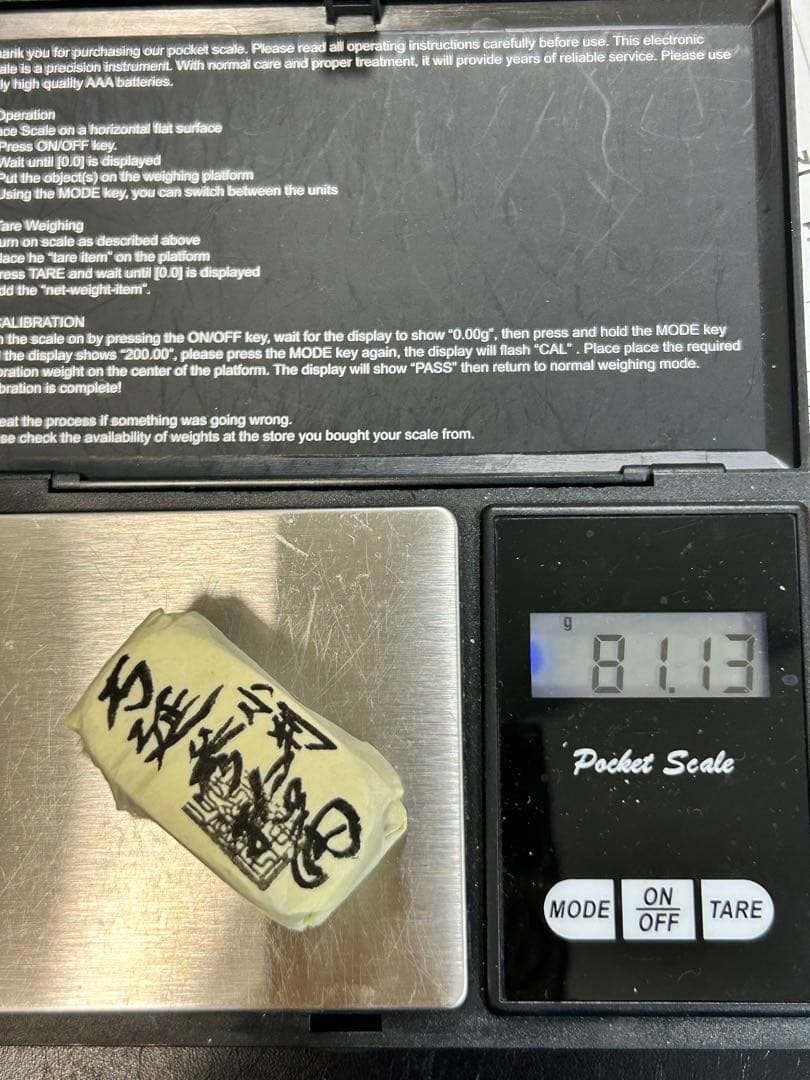 ank you for purchasing our pocket scale. Please read all operating instructions carefully before use. This electronic
ale is a precision instrument. With normal care and proper treatment, it will provide years of reliable service. Please use
ly high quality AAA batteries.
Operation
ace Scale on a horizontal flat surface
Press ON/OFF key.
Wait until [0.0] is displayed
Put the object(s) on the weighing platform
Using the MODE key, you can switch between the units
Tare Weighing
urn on scale as described above
lace he “tare item” on the platform
ress TARE and wait until [0.0] is displayed
dd the “net-weight-item”.
CALIBRATION
n the scale on by pressing the ON/OFF key, wait for the display to show “0.00g”, then press and hold the MODE key
the display shows “200.00”, please press the MODE key again, the display will flash “CAL” . Place place the required
bration weight on the center of the platform. The display will show “PASS” then return to normal weighing mode.
bration is complete!
eat the process if something was going wrong.
se check the availability of weights at the store you bought your scale from.
g
81.13
Pocket Scale
MODE
ON
OFF
TARE